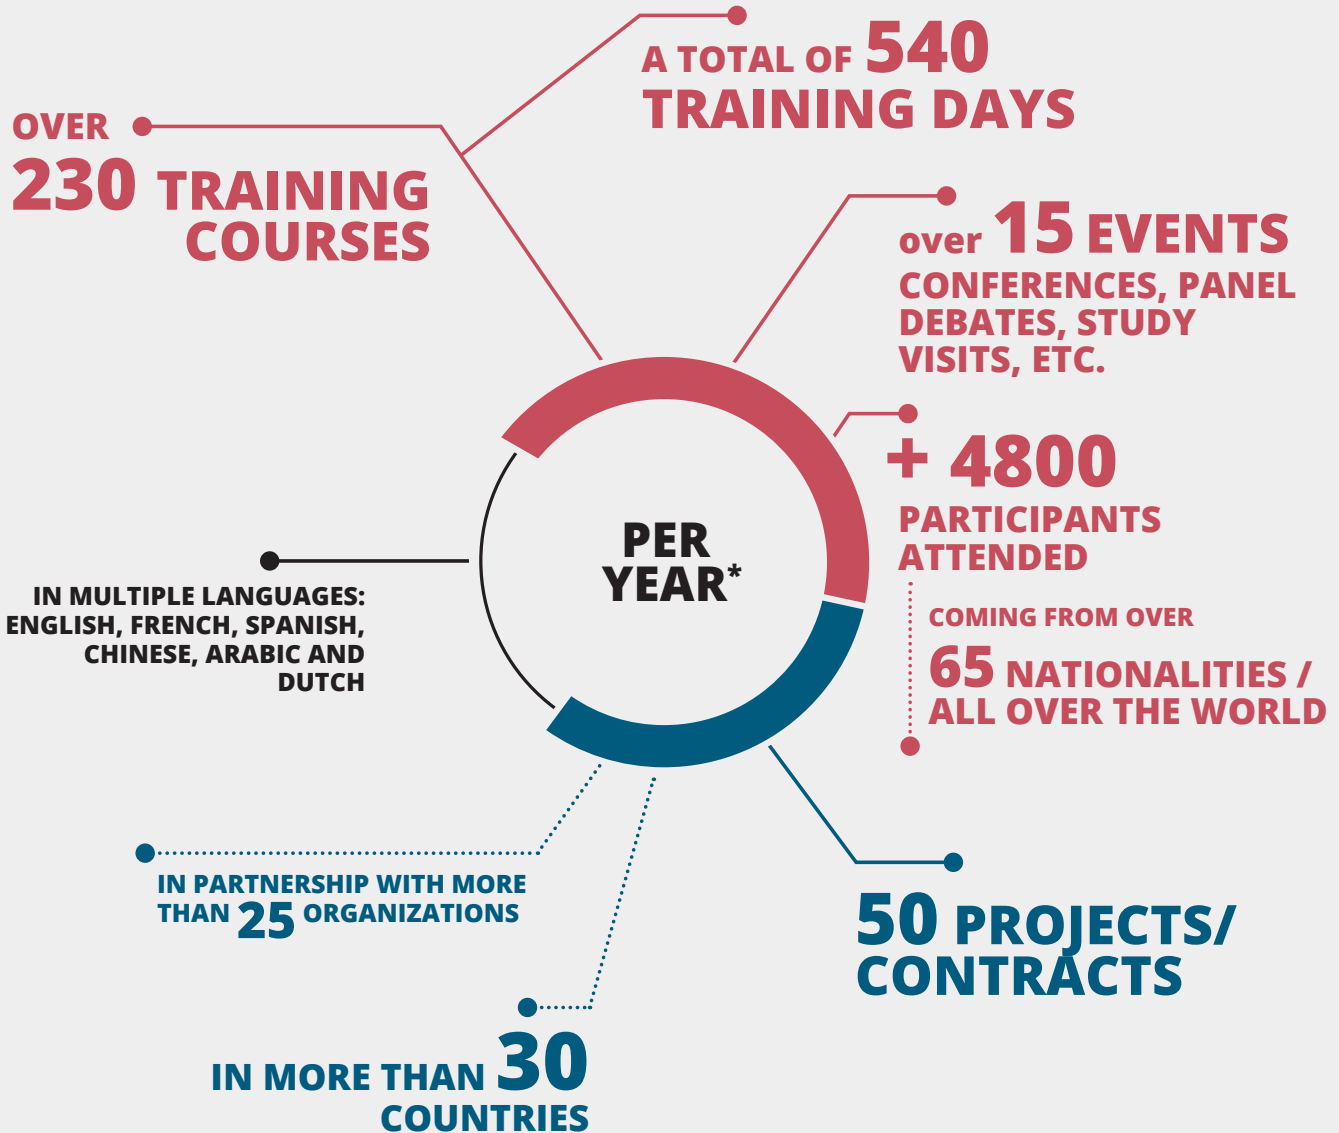 A TOTAL OF 540
TRAINING DAYS
OVER
230 TRAINING
COURSES
over 15 EVENTS
CONFERENCES, PANEL
DEBATES, STUDY
VISITS, ETC.
+ 4800
PARTICIPANTS
ATTENDED
COMING FROM OVER
65 NATIONALITIES /
ALL OVER THE WORLD
PER
YEAR*
IN MULTIPLE LANGUAGES:
ENGLISH, FRENCH, SPANISH,
CHINESE, ARABIC AND
DUTCH
IN PARTNERSHIP WITH MORE
THAN 25 ORGANIZATIONS
50 PROJECTS/
CONTRACTS
IN MORE THAN 30
COUNTRIES